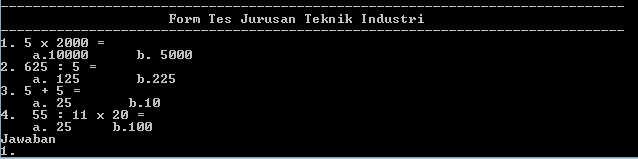 Form Tes Jurusan Teknik Industri
1. 5 x 2000 =
a.10000 b. 5000
2. 625 : 5 =
a. 125 b.225
3. 5 + 5 =
a. 25 b.10
4. 55 : 11 x 20 =
a. 25 b.100
Jawaban
1.